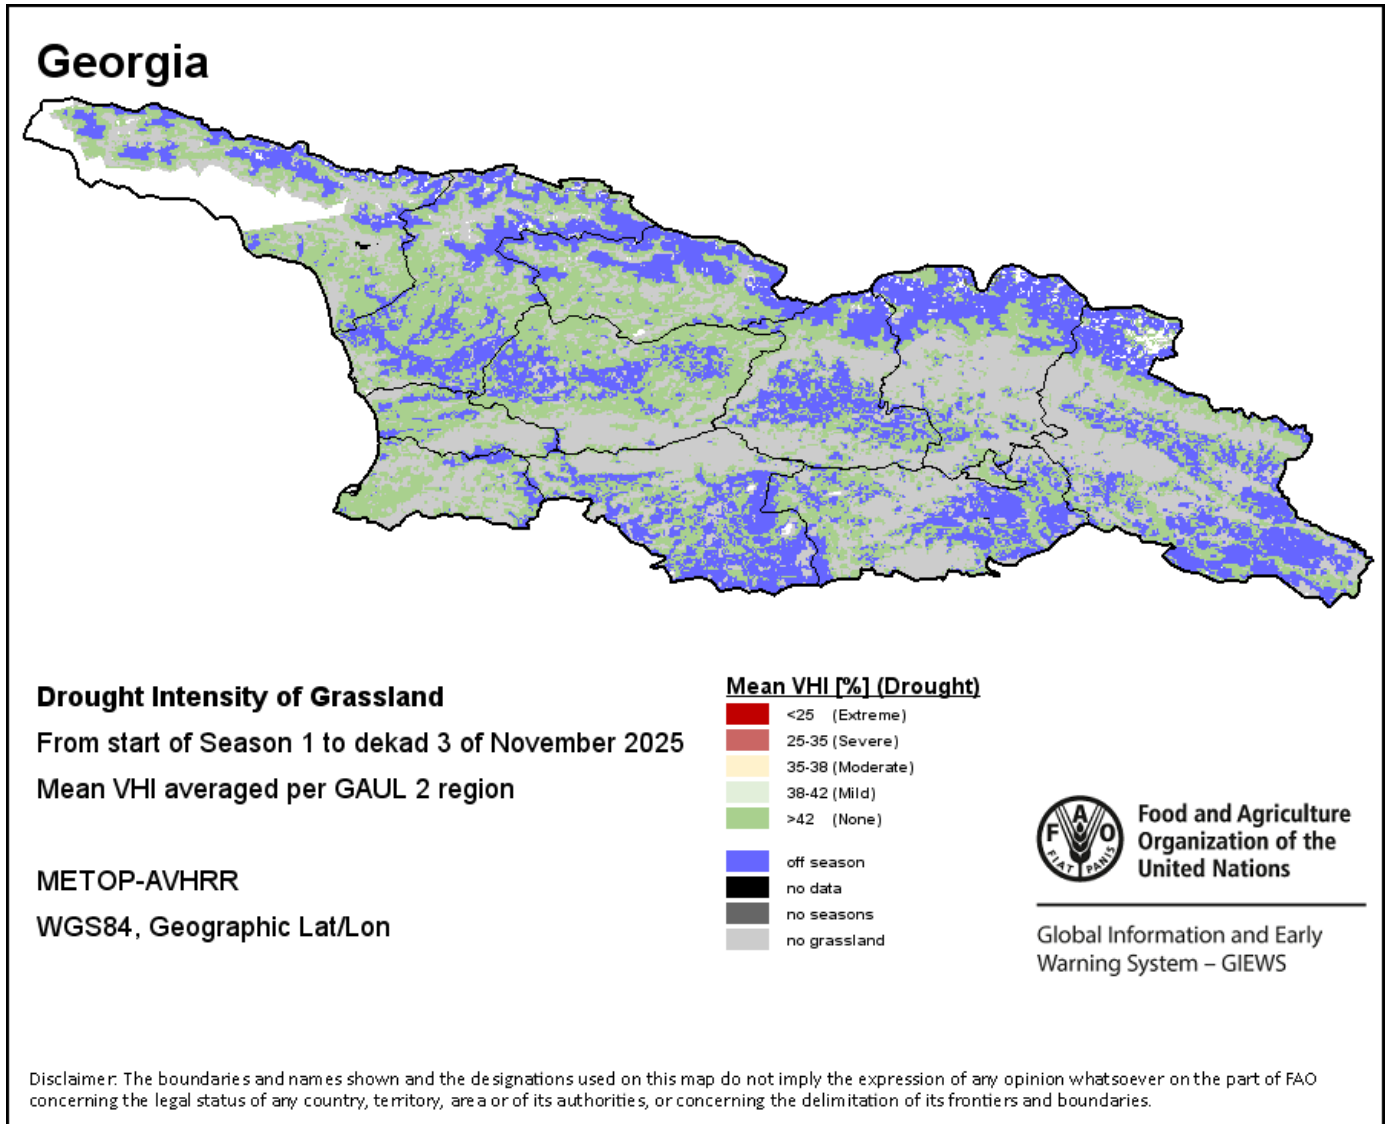 Georgia
Drought Intensity of Grassland
From start of Season 1 to dekad 3 of November 2025
Mean VHI averaged per GAUL 2 region
METOP-AVHRR
WGS84, Geographic Lat/Lon
Mean VHI [%] (Drought)
<25 (Extreme)
25-35 (Severe)
35-38 (Moderate)
38-42 (Mild)
>42 (None)
off season
no data
no seasons
no grassland
F A O
FIAT PANIS
Food and Agriculture
Organization of the
United Nations
Global Information and Early
Warning System – GIEWS
Disclaimer: The boundaries and names shown and the designations used on this map do not imply the expression of any opinion whatsoever on the part of FAO
concerning the legal status of any country, territory, area or of its authorities, or concerning the delimitation of its frontiers and boundaries.